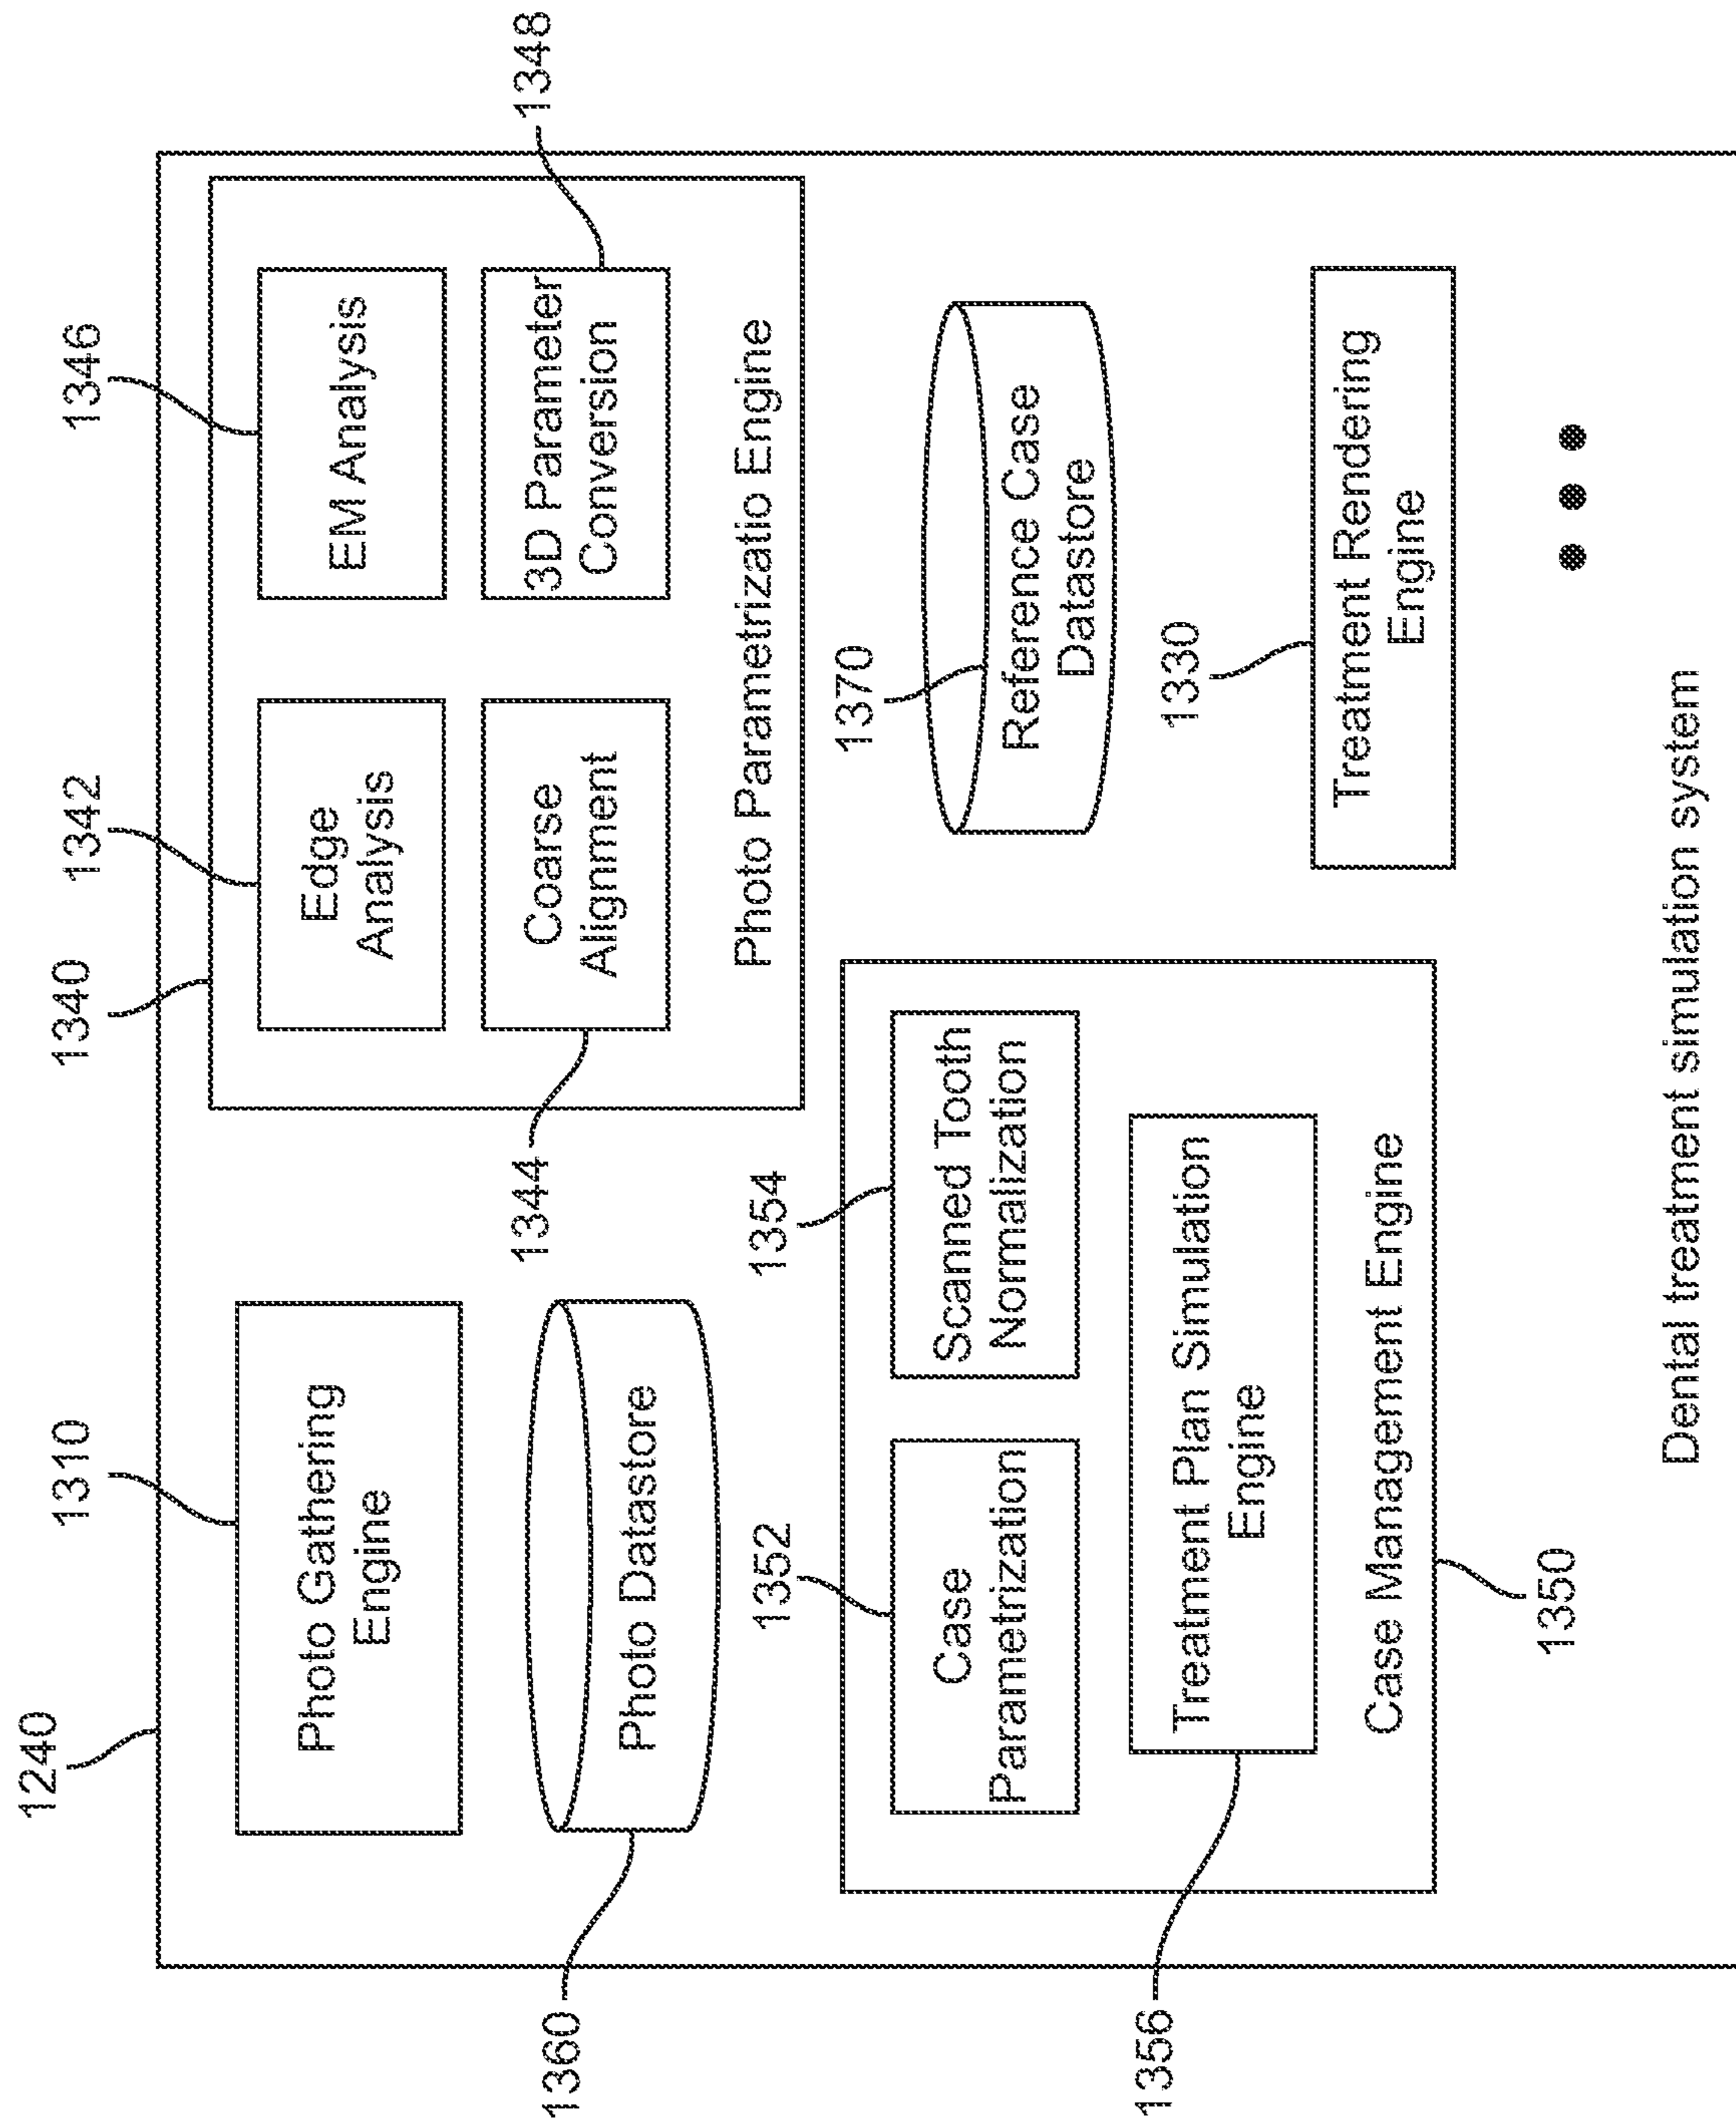 1240
1310
Photo Gathering
Engine
1360
Photo Datastore
1340
1342
Edge
Analysis
1346
EM Analysis
1344
Coarse
Alignment
1348
3D Parameter
Conversion
Photo Parametrizatio Engine
1352
Case
Parametrization
1354
Scanned Tooth
Normalization
1356
Treatment Plan Simulation
Engine
Case Management Engine
1350
1370
Reference Case
Datastore
1330
Treatment Rendering
Engine
Dental treatment simulation system